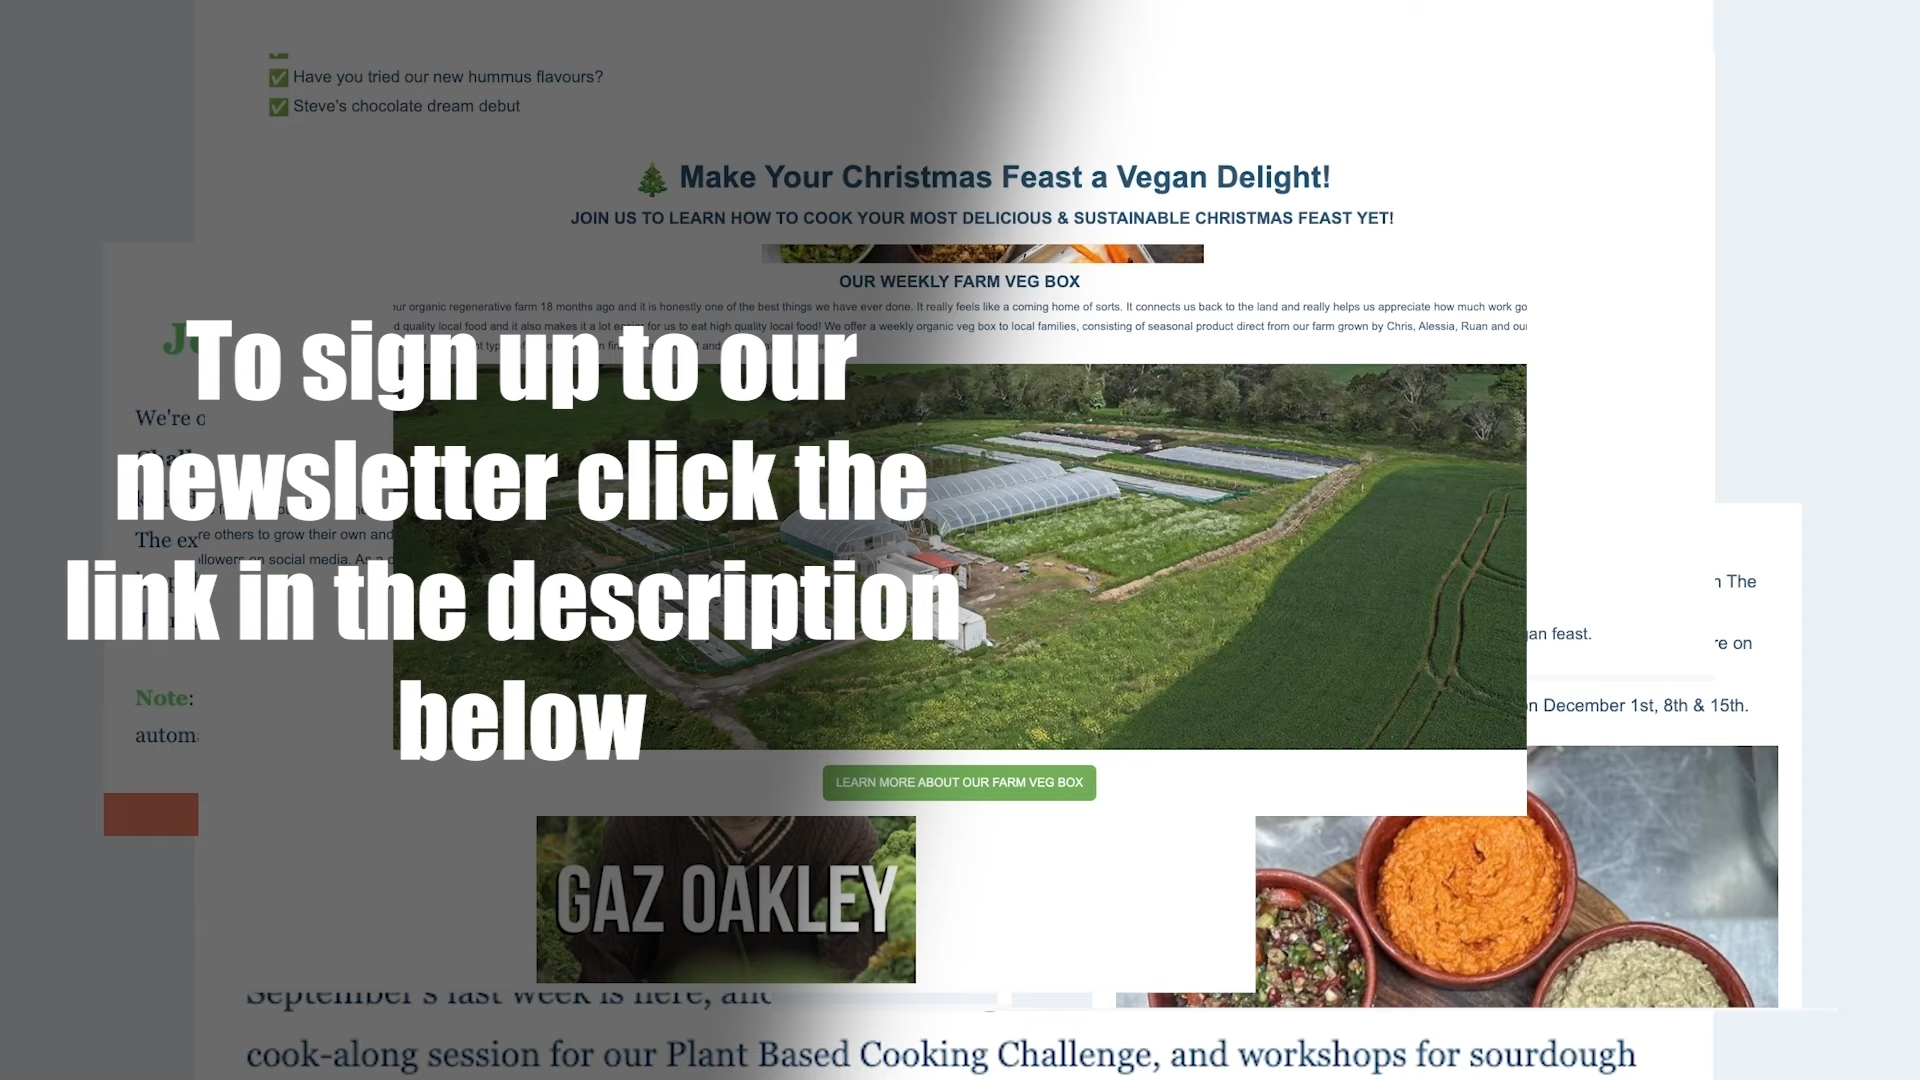 Have you tried our new hummus flavours?
Steve's chocolate dream debut
Make Your Christmas Feast a Vegan Delight!
JOIN US TO LEARN HOW TO COOK YOUR MOST DELICIOUS & SUSTAINABLE CHRISTMAS FEAST YET!
OUR WEEKLY FARM VEG BOX
our organic regenerative farm 18 months ago and it is honestly one of the best things we have ever done. It really feels like a coming home of sorts. It connects us back to the land and really helps us appreciate how much work go
d quality local food and it also makes it a lot easier for us to eat high quality local food! We offer a weekly organic veg box to local families, consisting of seasonal product direct from our farm grown by Chris, Alessia, Ruan and our
To sign up to our
newsletter click the
link in the description
below
We're
re others to grow their own and
The ex
llowers on social media. As a
Note:
autom
n The
an feast.
re on
n December 1st, 8th & 15th.
LEARN MORE ABOUT OUR FARM VEG BOX
GAZ OAKLEY
September's last week is here, and
cook-along session for our Plant Based Cooking Challenge, and workshops for sourdough